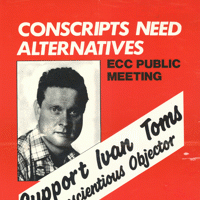 CONSCRIPTS NEED
ALTERNATIVES
ECC PUBLIC
MEETING
Support Ivan Toms
Conscientious Objector